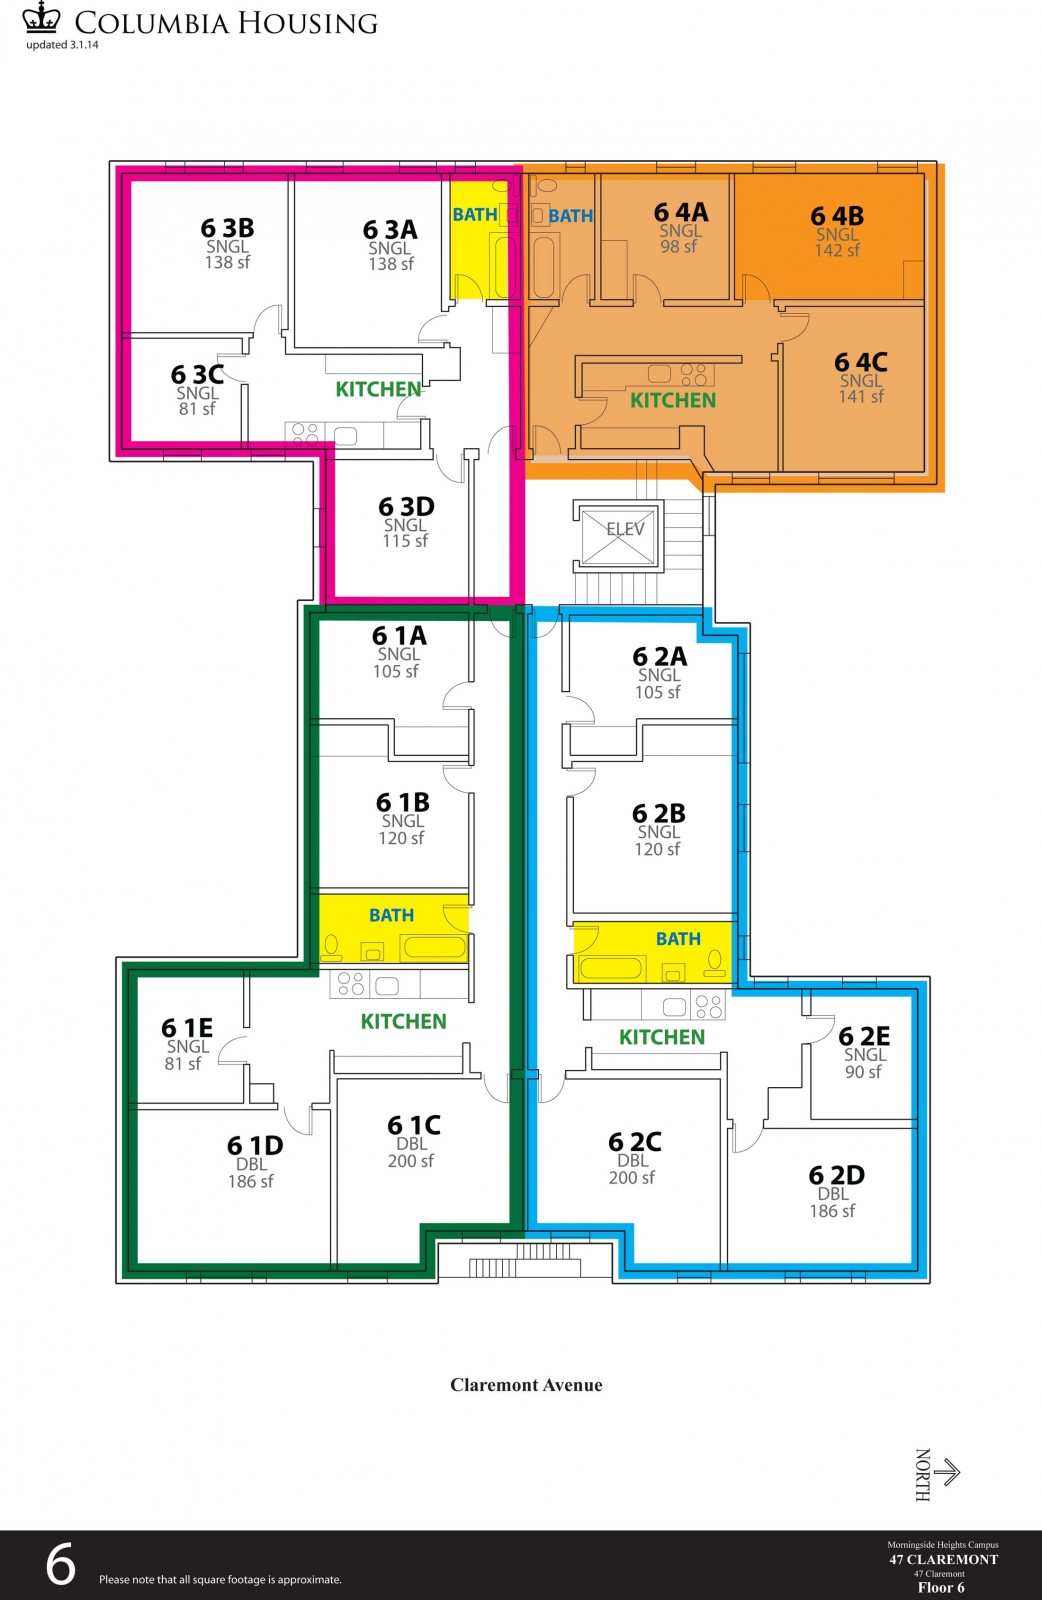 COLUMBIA HOUSING
updated 3.1.14
6 3B
SNGL
138 sf
6 3A
SNGL
138 sf
BATH
BATH
6 4A
SNGL
98 sf
6 4B
SNGL
142 sf
6 3C
SNGL
81 sf
KITCHEN
KITCHEN
6 4C
SNGL
141 sf
6 3D
SNGL
115 sf
ELEV
6 1A
SNGL
105 sf
6 2A
SNGL
105 sf
6 1B
SNGL
120 sf
6 2B
SNGL
120 sf
BATH
BATH
6 1E
SNGL
81 sf
KITCHEN
KITCHEN
6 2E
SNGL
90 sf
6 1D
DBL
186 sf
6 1C
DBL
200 sf
6 2C
DBL
200 sf
6 2D
DBL
186 sf
Claremont Avenue
NORTH
6
Please note that all square footage is approximate.
Morningside Heights Campus
47 CLAREMONT
47 Claremont
Floor 6